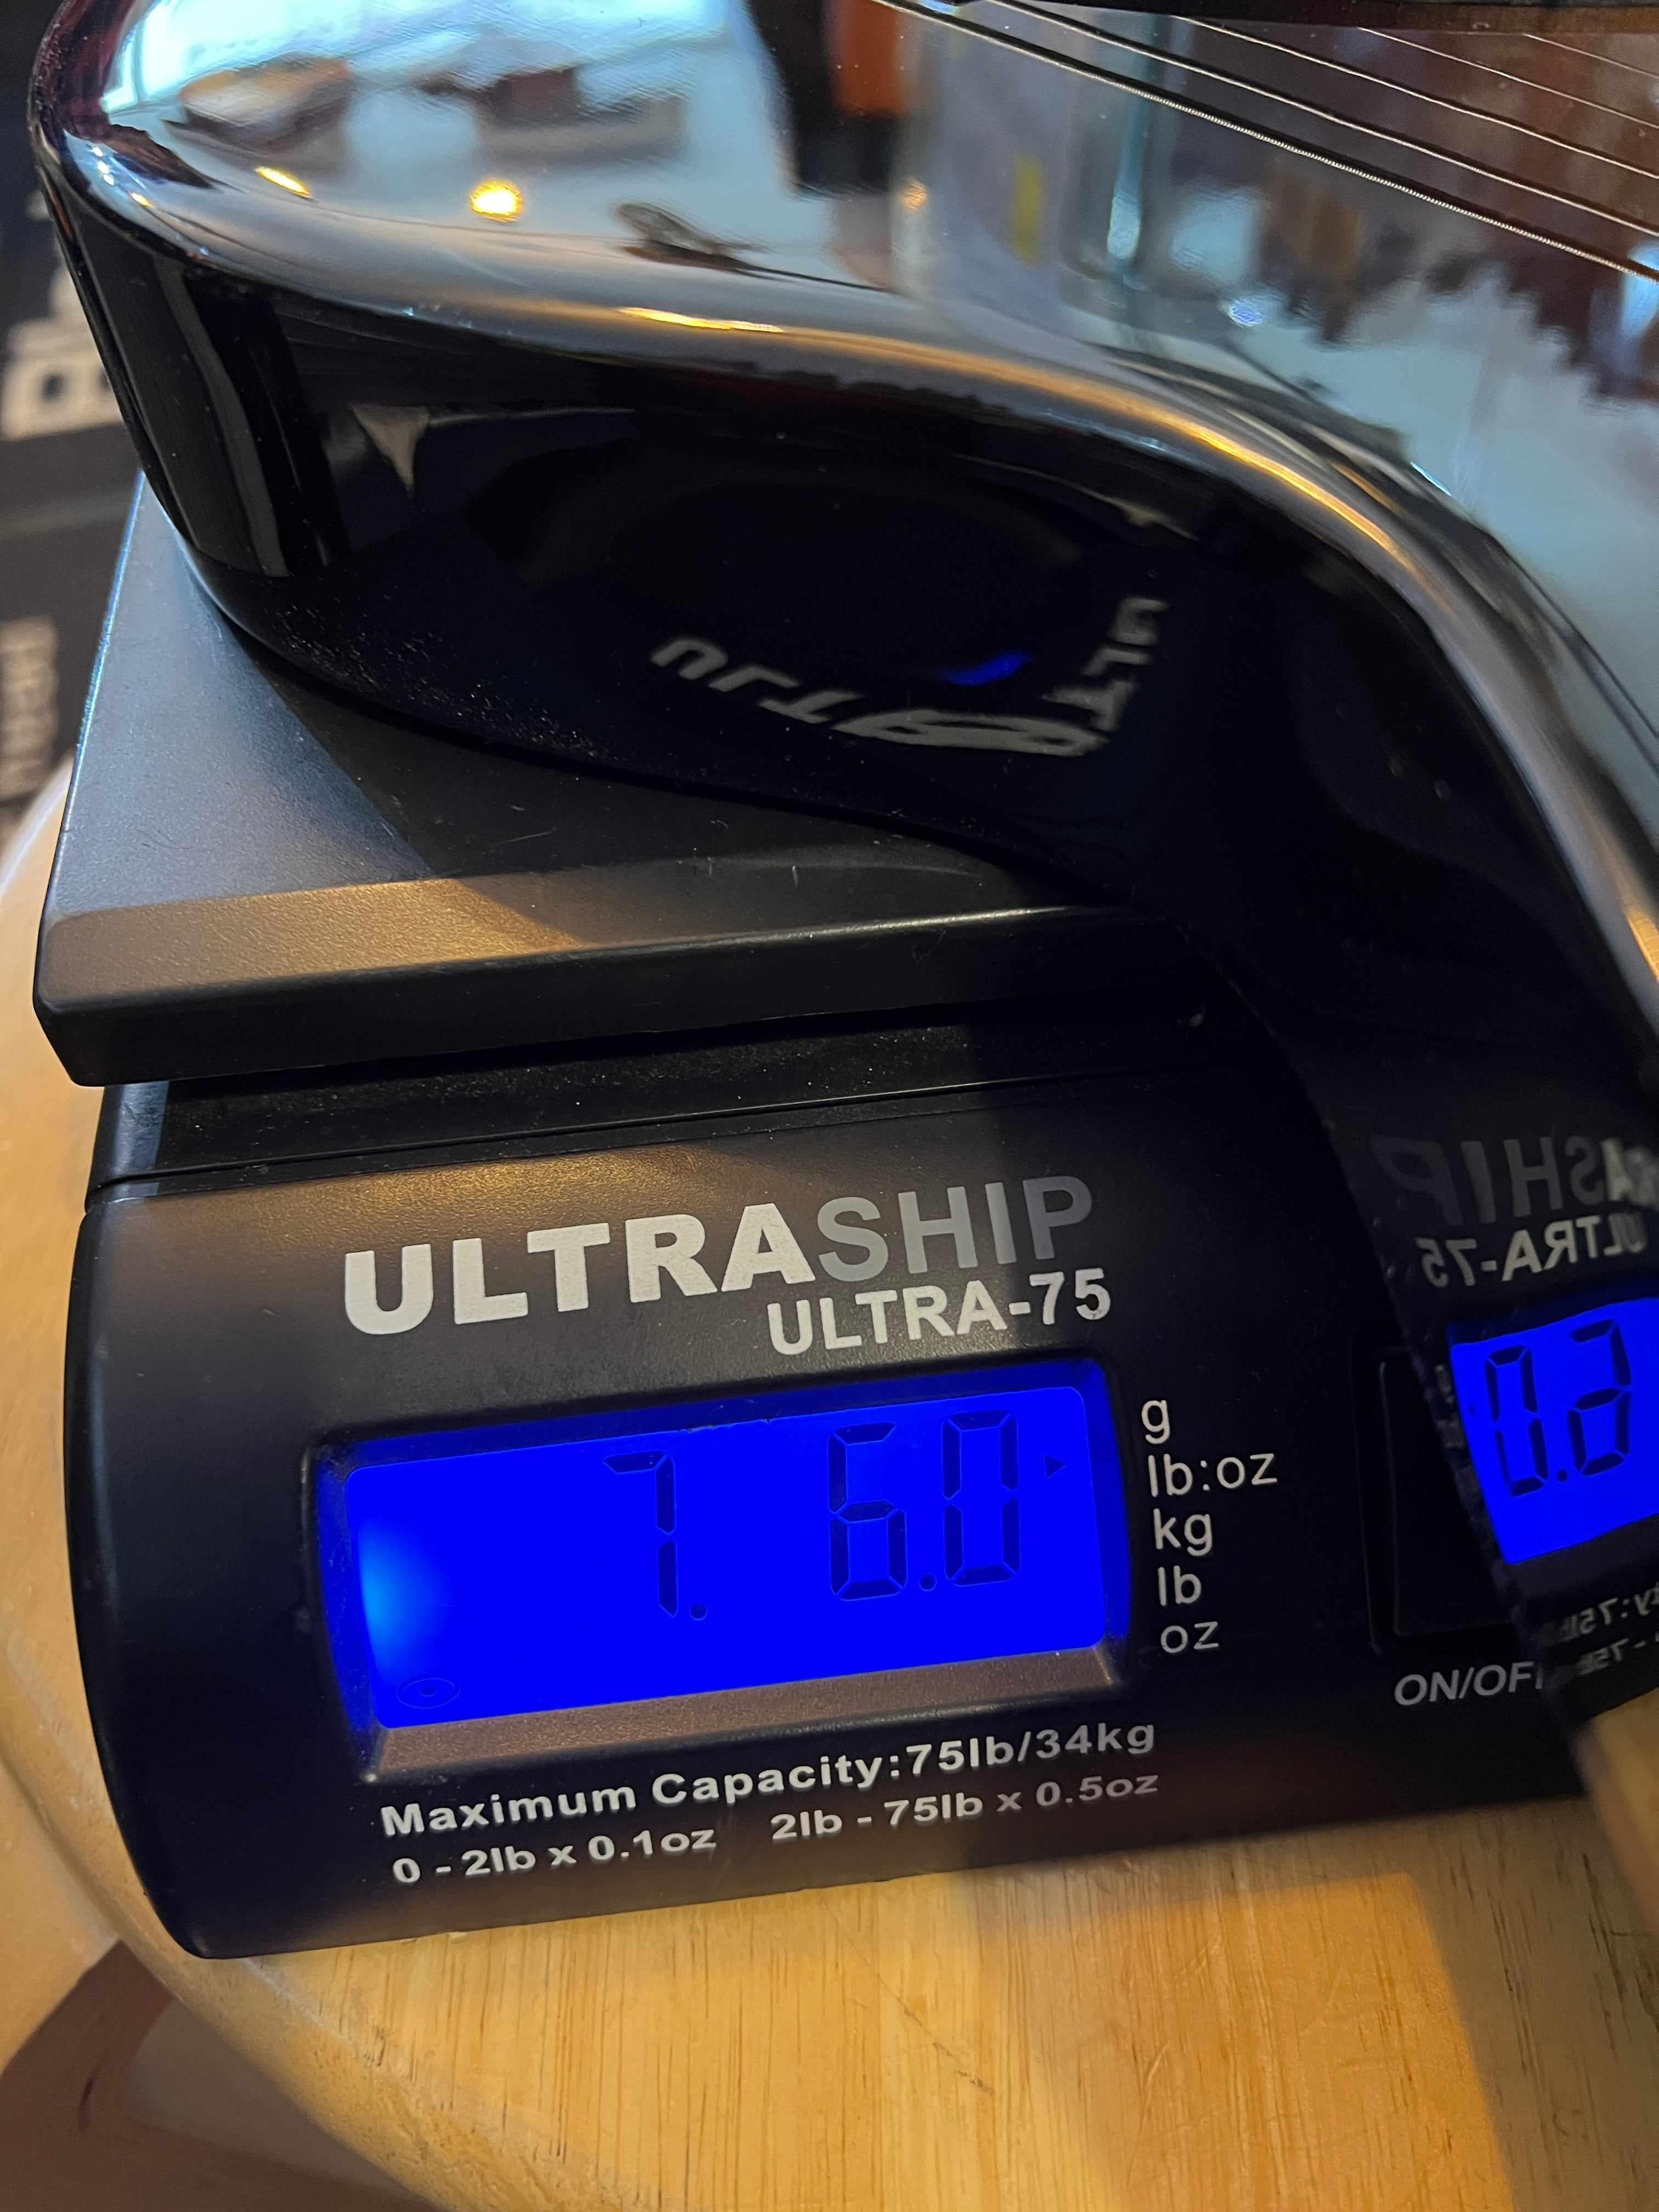 ULTRASHIP
ULTRA-75
7. 6.0
g
lb:oz
kg
lb
oz
ON/OF
Maximum Capacity:75lb/34kg
0 - 2lb x 0.1oz 2lb - 75lb x 0.5oz